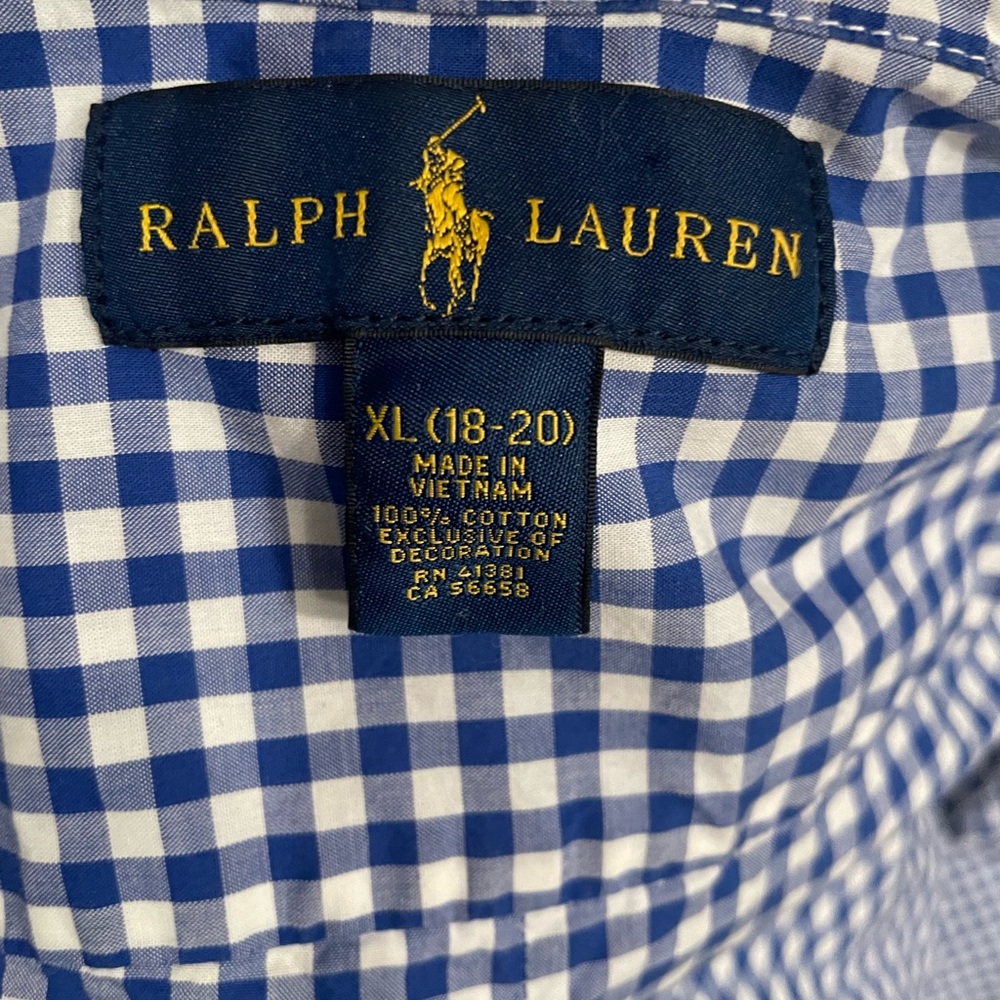 RALPH LAUREN
XL (18-20)
MADE IN
VIETNAM
100% COTTON
EXCLUSIVE OF
DECORATION
RN 41381
CA 56658